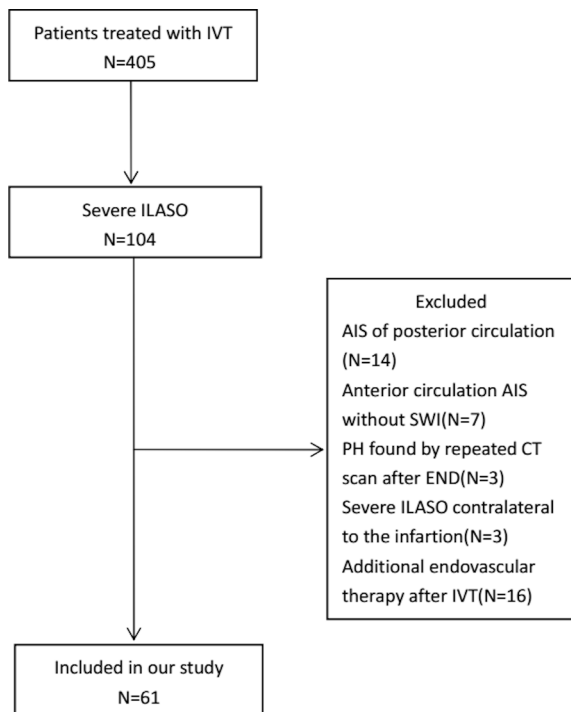 Patients treated with IVT
N=405
Severe ILASO
N=104
Excluded
AIS of posterior circulation
(N=14)
Anterior circulation AIS
without SWI(N=7)
PH found by repeated CT
scan after END(N=3)
Severe ILASO contralateral
to the infartion(N=3)
Additional endovascular
therapy after IVT(N=16)
Included in our study
N=61